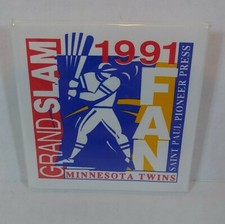 GRAND SLAM
1991
FAN
SAINT PAUL PIONEER PRESS
MINNESOTA TWINS